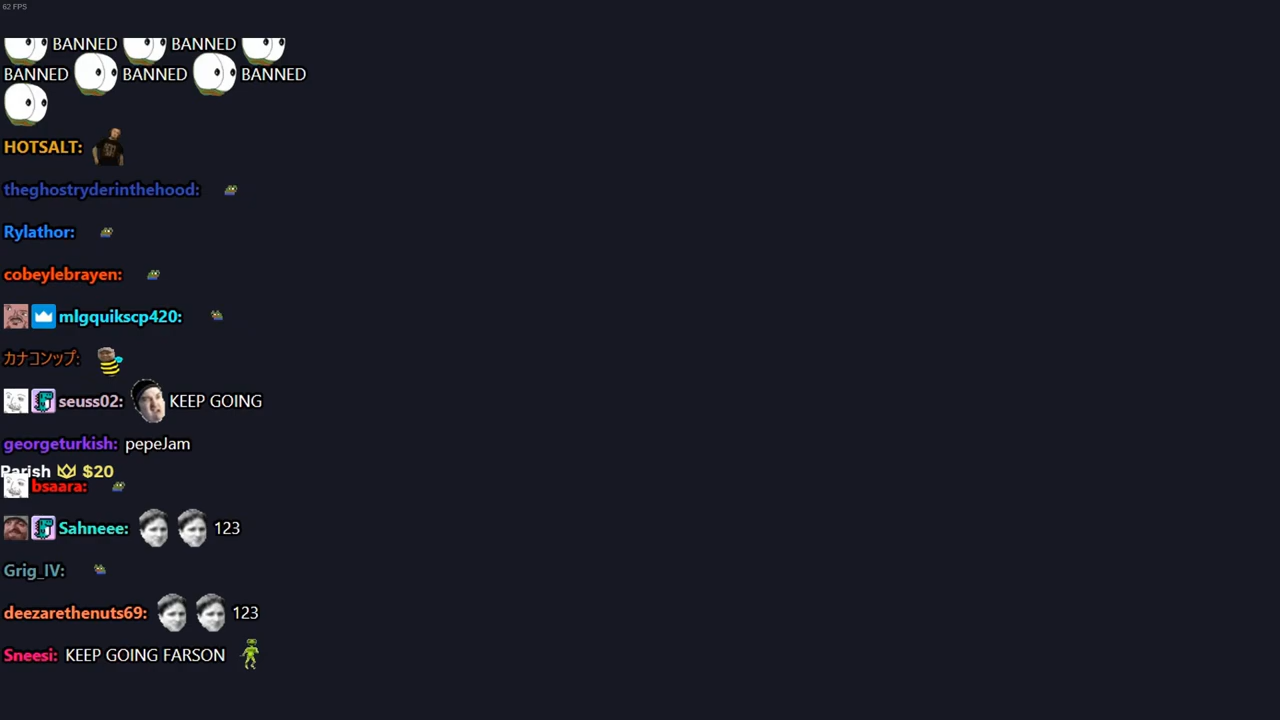 62 FPS
BANNED BANNED
BANNED BANNED BANNED
HOTSALT:
theghostryderinthehood:
Rylathor:
cobeylebrayen:
mlgquikscp420:
カナコンップ:
seuss02: KEEP GOING
georgeturkish: pepeJam
Parish $20
bsaara:
Sahneee: 123
Grig_IV:
deezarethenuts69: 123
Sneesi: KEEP GOING FARSON